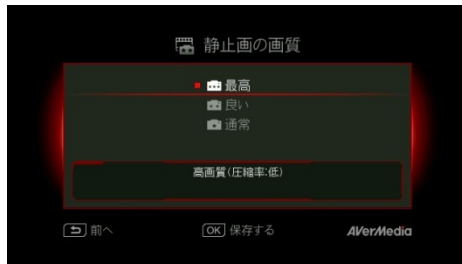 静止画の画質
最高
良い
通常
高画質(圧縮率:低)
前へ
OK 保存する
AVerMedia